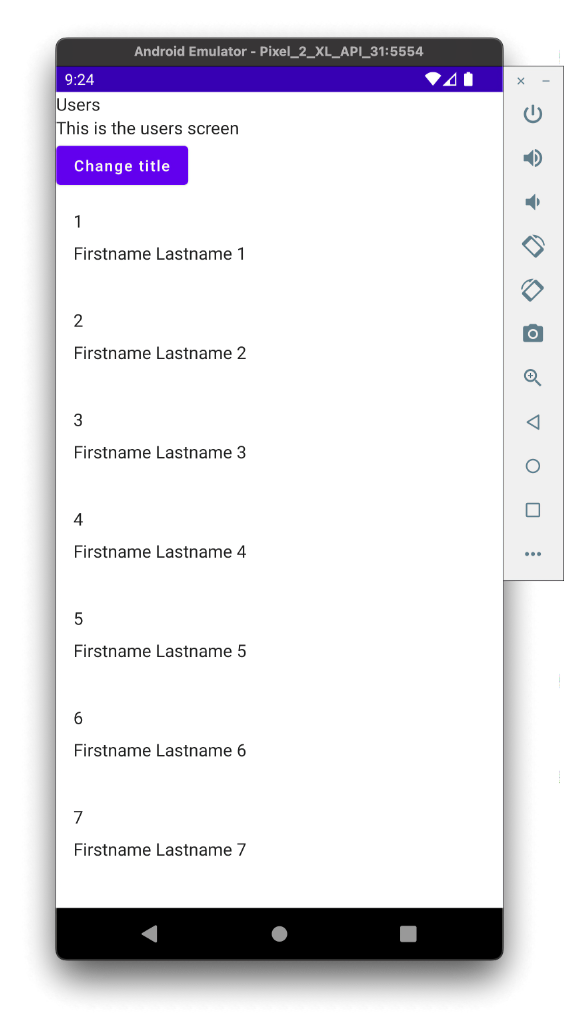 Android Emulator - Pixel_2_XL_API_31:5554
9:24
Users
This is the users screen
Change title
1
Firstname Lastname 1
2
Firstname Lastname 2
3
Firstname Lastname 3
4
Firstname Lastname 4
5
Firstname Lastname 5
6
Firstname Lastname 6
7
Firstname Lastname 7